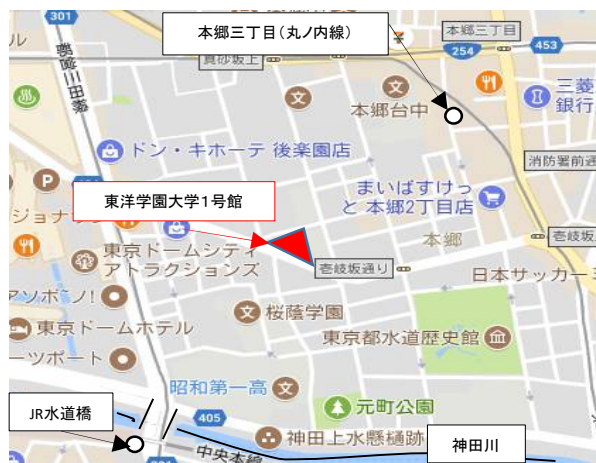 301
本郷三丁目(丸ノ内線)
本郷三丁目
254
453
真砂坂上
ル
都営三田線
本郷台中
三菱
銀行
ドン・キホーテ 後楽園店
消防署前
P
東洋学園大学1号館
まいばすけっ
と 本郷2丁目店
ジョナサン
東京ドームシティ
アトラクションズ
本郷
壱岐坂
壱岐坂通り
日本サッカー
アソボ~ノ!
桜蔭学園
東京ドームホテル
東京都水道歴史館
ーツポート
昭和第一高
元町公園
JR水道橋
405
神田上水懸樋跡
神田川
中央本線